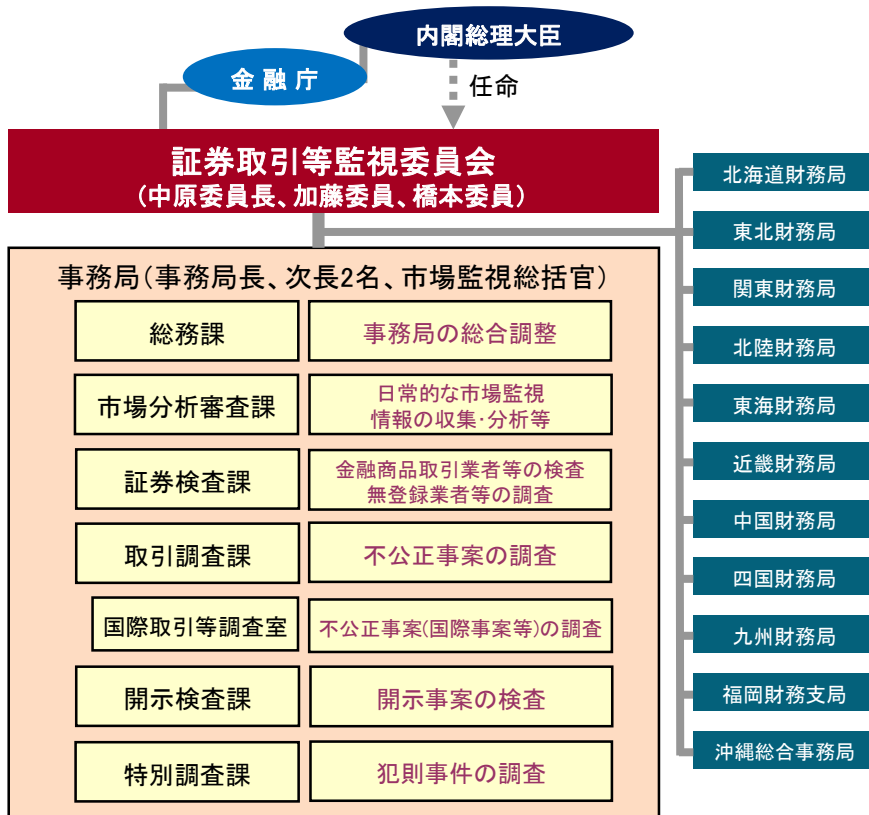 内閣総理大臣
金融庁
任命
証券取引等監視委員会
(中原委員長、加藤委員、橋本委員)
事務局(事務局長、次長2名、市場監視総括官)
総務課
事務局の総合調整
市場分析審査課
日常的な市場監視
情報の収集・分析等
証券検査課
金融商品取引業者等の検査
無登録業者等の調査
取引調査課
不公正事案の調査
国際取引等調査室
不公正事案(国際事案等)の調査
開示検査課
開示事案の検査
特別調査課
犯則事件の調査
北海道財務局
東北財務局
関東財務局
北陸財務局
東海財務局
近畿財務局
中国財務局
四国財務局
九州財務局
福岡財務支局
沖縄総合事務局